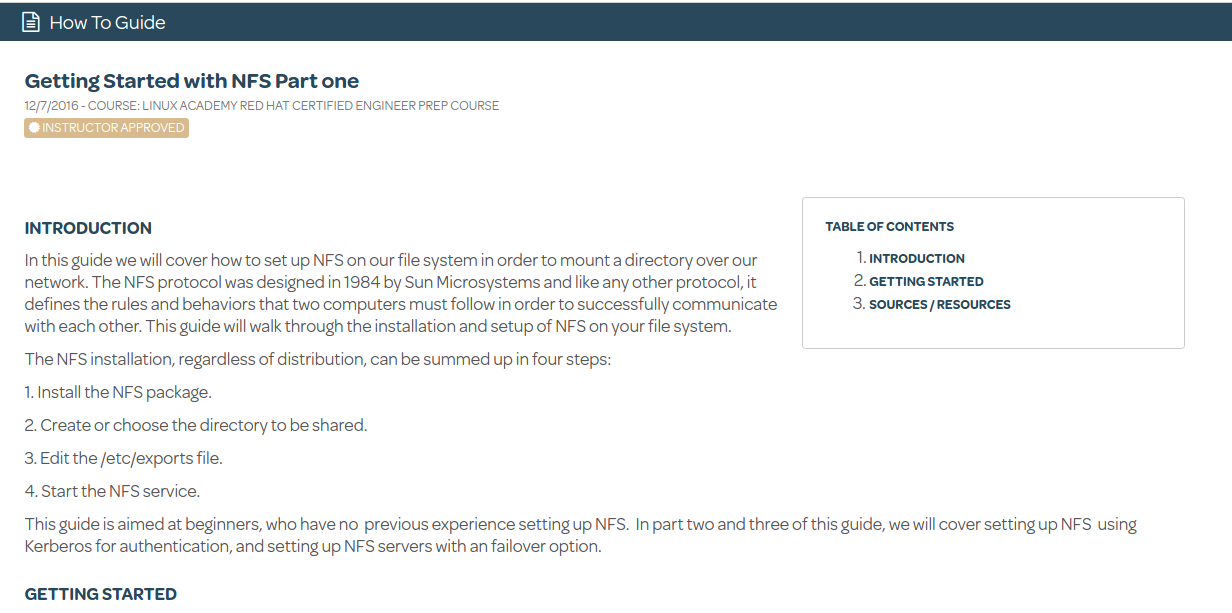 How To Guide
Getting Started with NFS Part one
12/7/2016 - COURSE: LINUX ACADEMY RED HAT CERTIFIED ENGINEER PREP COURSE
INSTRUCTOR APPROVED
INTRODUCTION
In this guide we will cover how to set up NFS on our file system in order to mount a directory over our
network. The NFS protocol was designed in 1984 by Sun Microsystems and like any other protocol, it
defines the rules and behaviors that two computers must follow in order to successfully communicate
with each other. This guide will walk through the installation and setup of NFS on your file system.
The NFS installation, regardless of distribution, can be summed up in four steps:
1. Install the NFS package.
2. Create or choose the directory to be shared.
3. Edit the /etc/exports file.
4. Start the NFS service.
This guide is aimed at beginners, who have no previous experience setting up NFS. In part two and three of this guide, we will cover setting up NFS using
Kerberos for authentication, and setting up NFS servers with an failover option.
GETTING STARTED
TABLE OF CONTENTS
1. INTRODUCTION
2. GETTING STARTED
3. SOURCES / RESOURCES